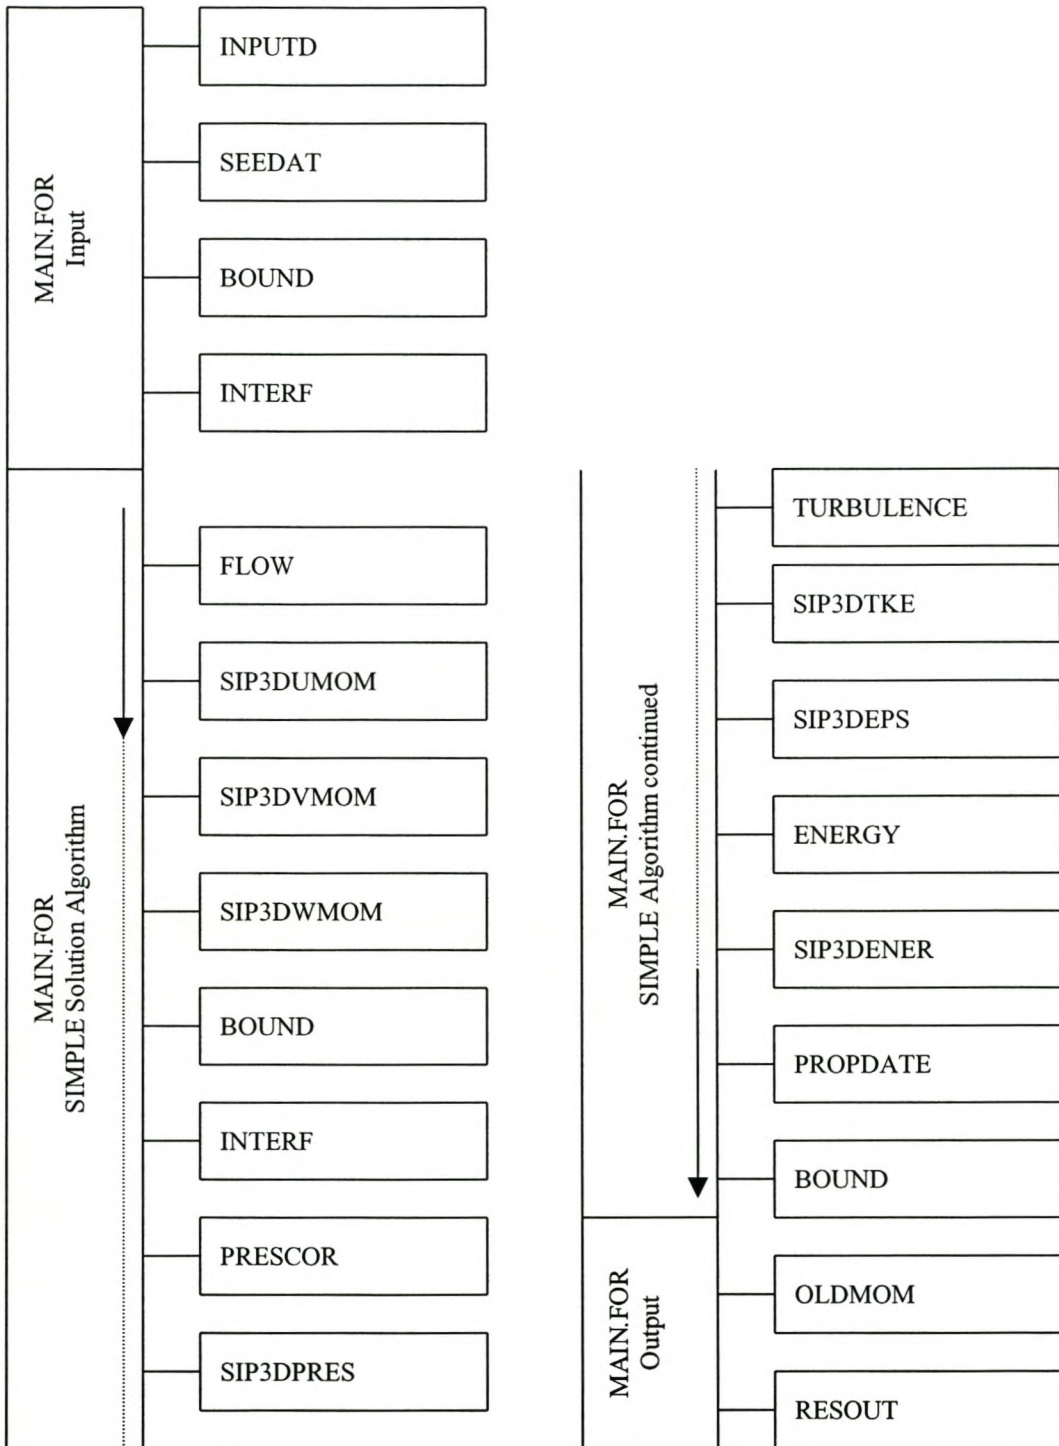 MAIN.FOR
Input
INPUTD
SEEDAT
BOUND
INTERF
MAIN.FOR
SIMPLE Solution Algorithm
FLOW
SIP3DUMOM
SIP3DVMOM
SIP3DWMOM
BOUND
INTERF
PRESCOR
SIP3DPRES
MAIN.FOR
SIMPLE Algorithm continued
TURBULENCE
SIP3DTKE
SIP3DEPS
ENERGY
SIP3DENER
PROPDATE
BOUND
MAIN.FOR
Output
OLDMOM
RESOUT